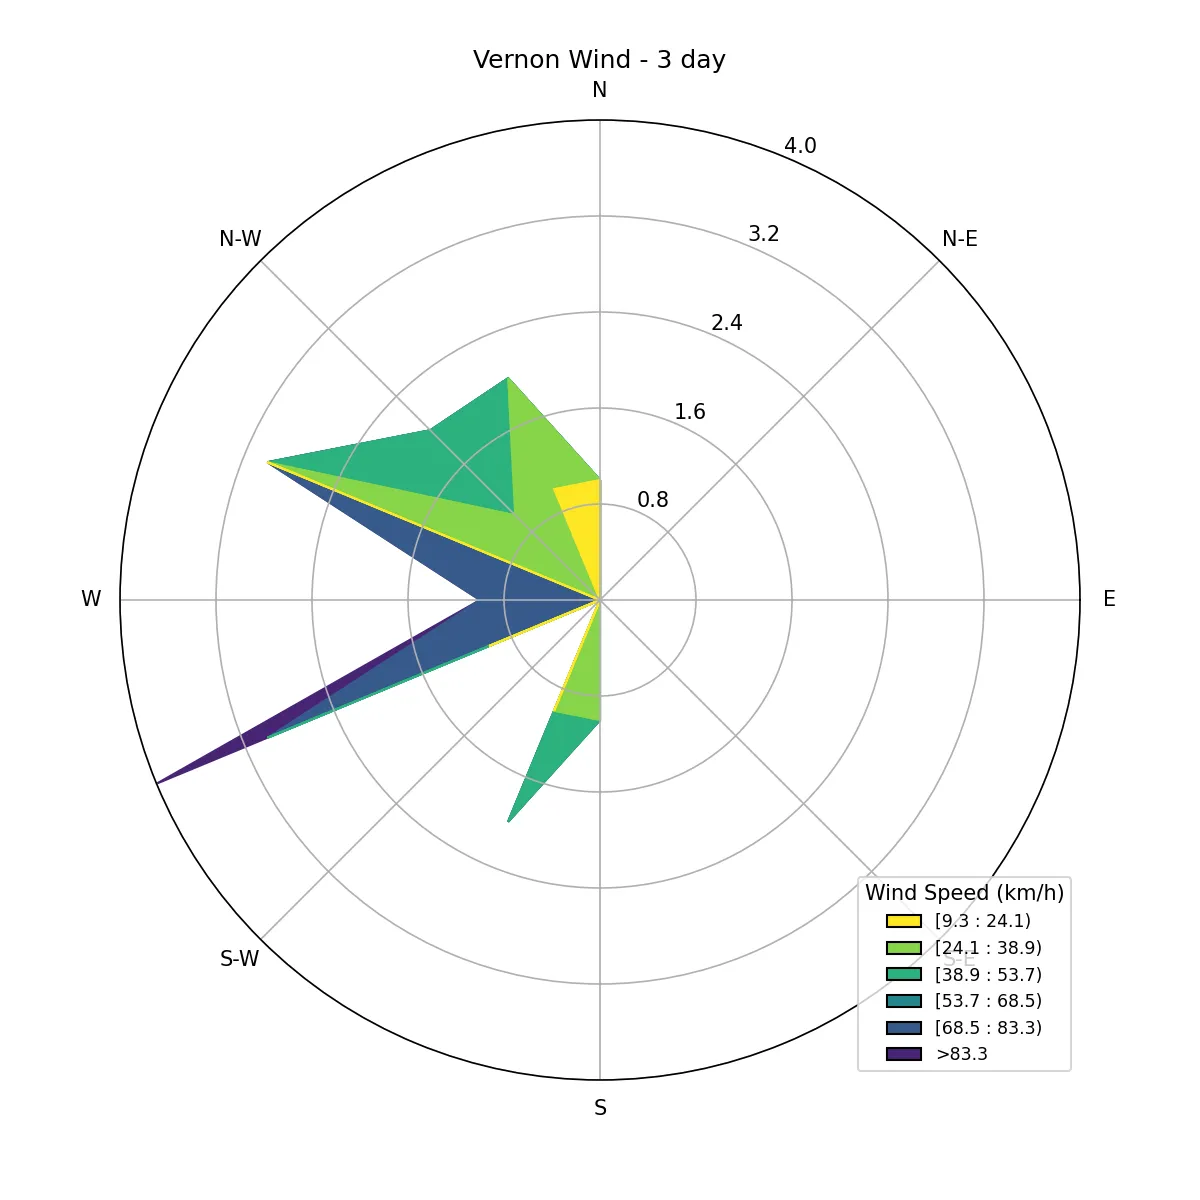 Vernon Wind - 3 day
N
4.0
N-W
3.2
N-E
2.4
1.6
0.8
W
E
Wind Speed (km/h)
[9.3 : 24.1)
[24.1 : 38.9)
S-W
S-E
[38.9 : 53.7)
[53.7 : 68.5)
[68.5 : 83.3)
>83.3
S